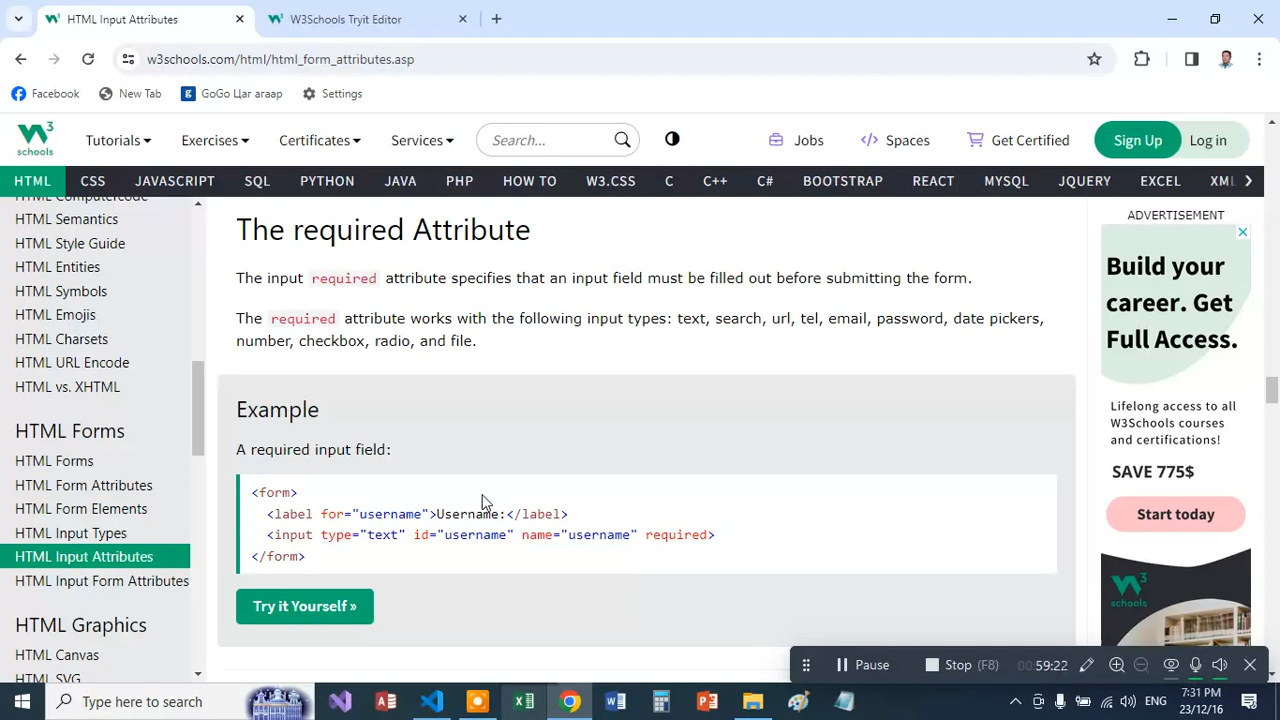 HTML Input Attributes
W3Schools Tryit Editor
w3schools.com/html/html_form_attributes.asp
Facebook
New Tab
GoGo Цаг агаар
Settings
W3 schools
Tutorials
Exercises
Certificates
Services
Search...
Jobs
Spaces
Get Certified
Sign Up
Log in
HTML CSS JAVASCRIPT SQL PYTHON JAVA PHP HOW TO W3.CSS C C++ C# BOOTSTRAP REACT MYSQL JQUERY EXCEL XML
HTML Computercode
HTML Semantics
HTML Style Guide
HTML Entities
HTML Symbols
HTML Emojis
HTML Charsets
HTML URL Encode
HTML vs. XHTML
HTML Forms
HTML Forms
HTML Form Attributes
HTML Form Elements
HTML Input Types
HTML Input Attributes
HTML Input Form Attributes
HTML Graphics
HTML Canvas
HTML SVG
The required Attribute
The input required attribute specifies that an input field must be filled out before submitting the form.
The required attribute works with the following input types: text, search, url, tel, email, password, date pickers,
number, checkbox, radio, and file.
Example
A required input field:
<form>
<label for="username">Username:</label>
<input type="text" id="username" name="username" required>
</form>
Try it Yourself »
ADVERTISEMENT
Build your
career. Get
Full Access.
Lifelong access to all
W3Schools courses
and certifications!
SAVE 775$
Start today
W3 schools
Pause
Stop (F8)
00:59:22
Type here to search
ENG
7:31 PM
23/12/16